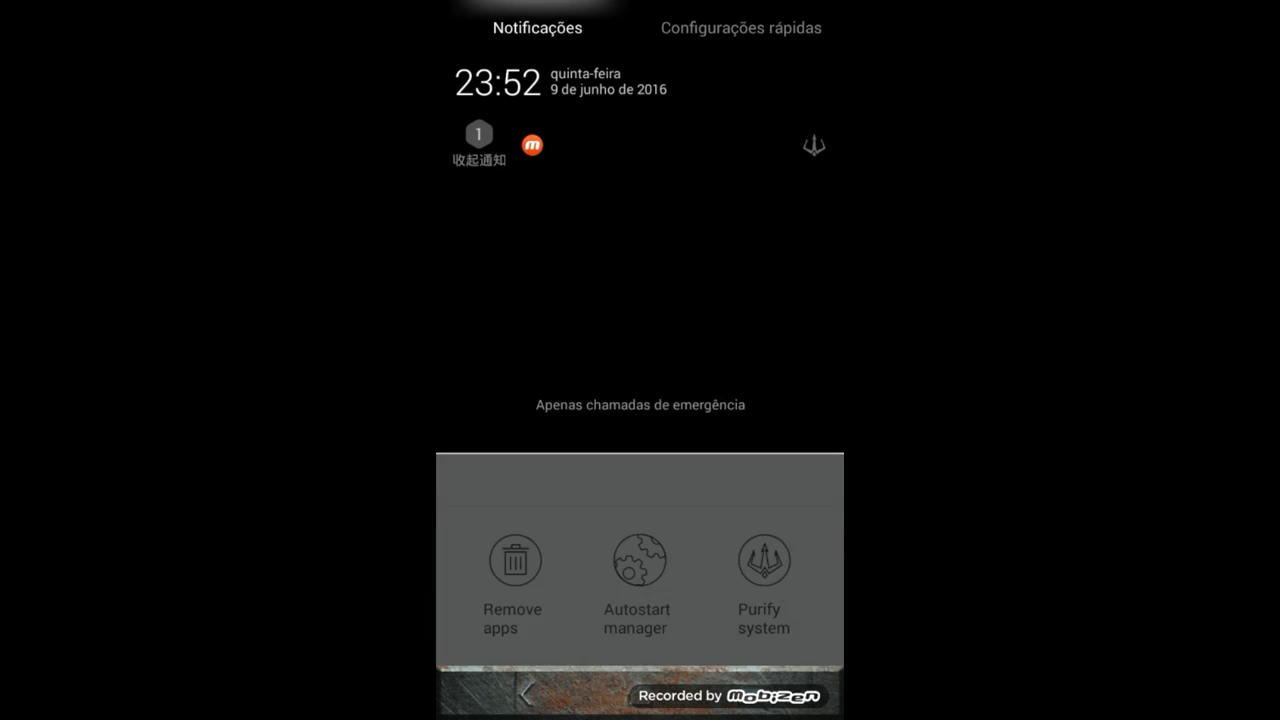 Notificações
Configurações rápidas
23:52
quinta-feira
9 de junho de 2016
1
m
收起通知
Apenas chamadas de emergência
Remove
apps
Autostart
manager
Purify
system
Recorded by mobizen